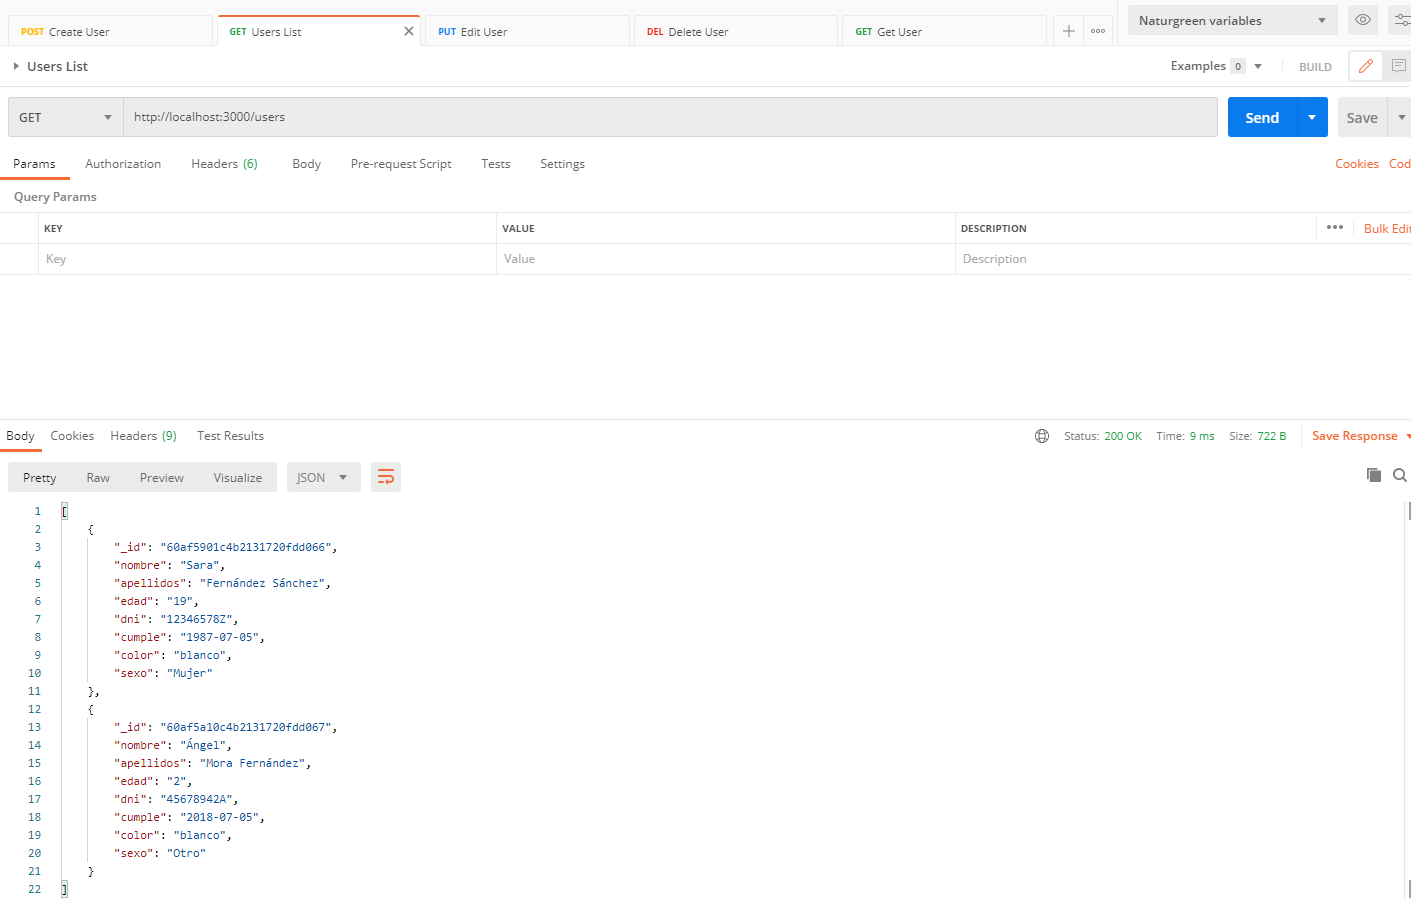 POST Create User
GET Users List
PUT Edit User
DEL Delete User
GET Get User
Naturgreen variables
Users List
Examples 0
BUILD
GET
http://localhost:3000/users
Send
Save
Params
Authorization
Headers (6)
Body
Pre-request Script
Tests
Settings
Cookies
Cod
Query Params
KEY
VALUE
DESCRIPTION
Bulk Edit
Key
Value
Description
Body
Cookies
Headers (9)
Test Results
Status: 200 OK
Time: 9 ms
Size: 722 B
Save Response
Pretty
Raw
Preview
Visualize
JSON
1 [
2 {
3 "_id": "60af5901c4b2131720fdd066",
4 "nombre": "Sara",
5 "apellidos": "Fernández Sánchez",
6 "edad": "19",
7 "dni": "12346578Z",
8 "cumple": "1987-07-05",
9 "color": "blanco",
10 "sexo": "Mujer"
11 },
12 {
13 "_id": "60af5a10c4b2131720fdd067",
14 "nombre": "Ángel",
15 "apellidos": "Mora Fernández",
16 "edad": "2",
17 "dni": "45678942A",
18 "cumple": "2018-07-05",
19 "color": "blanco",
20 "sexo": "Otro"
21 }
22 ]